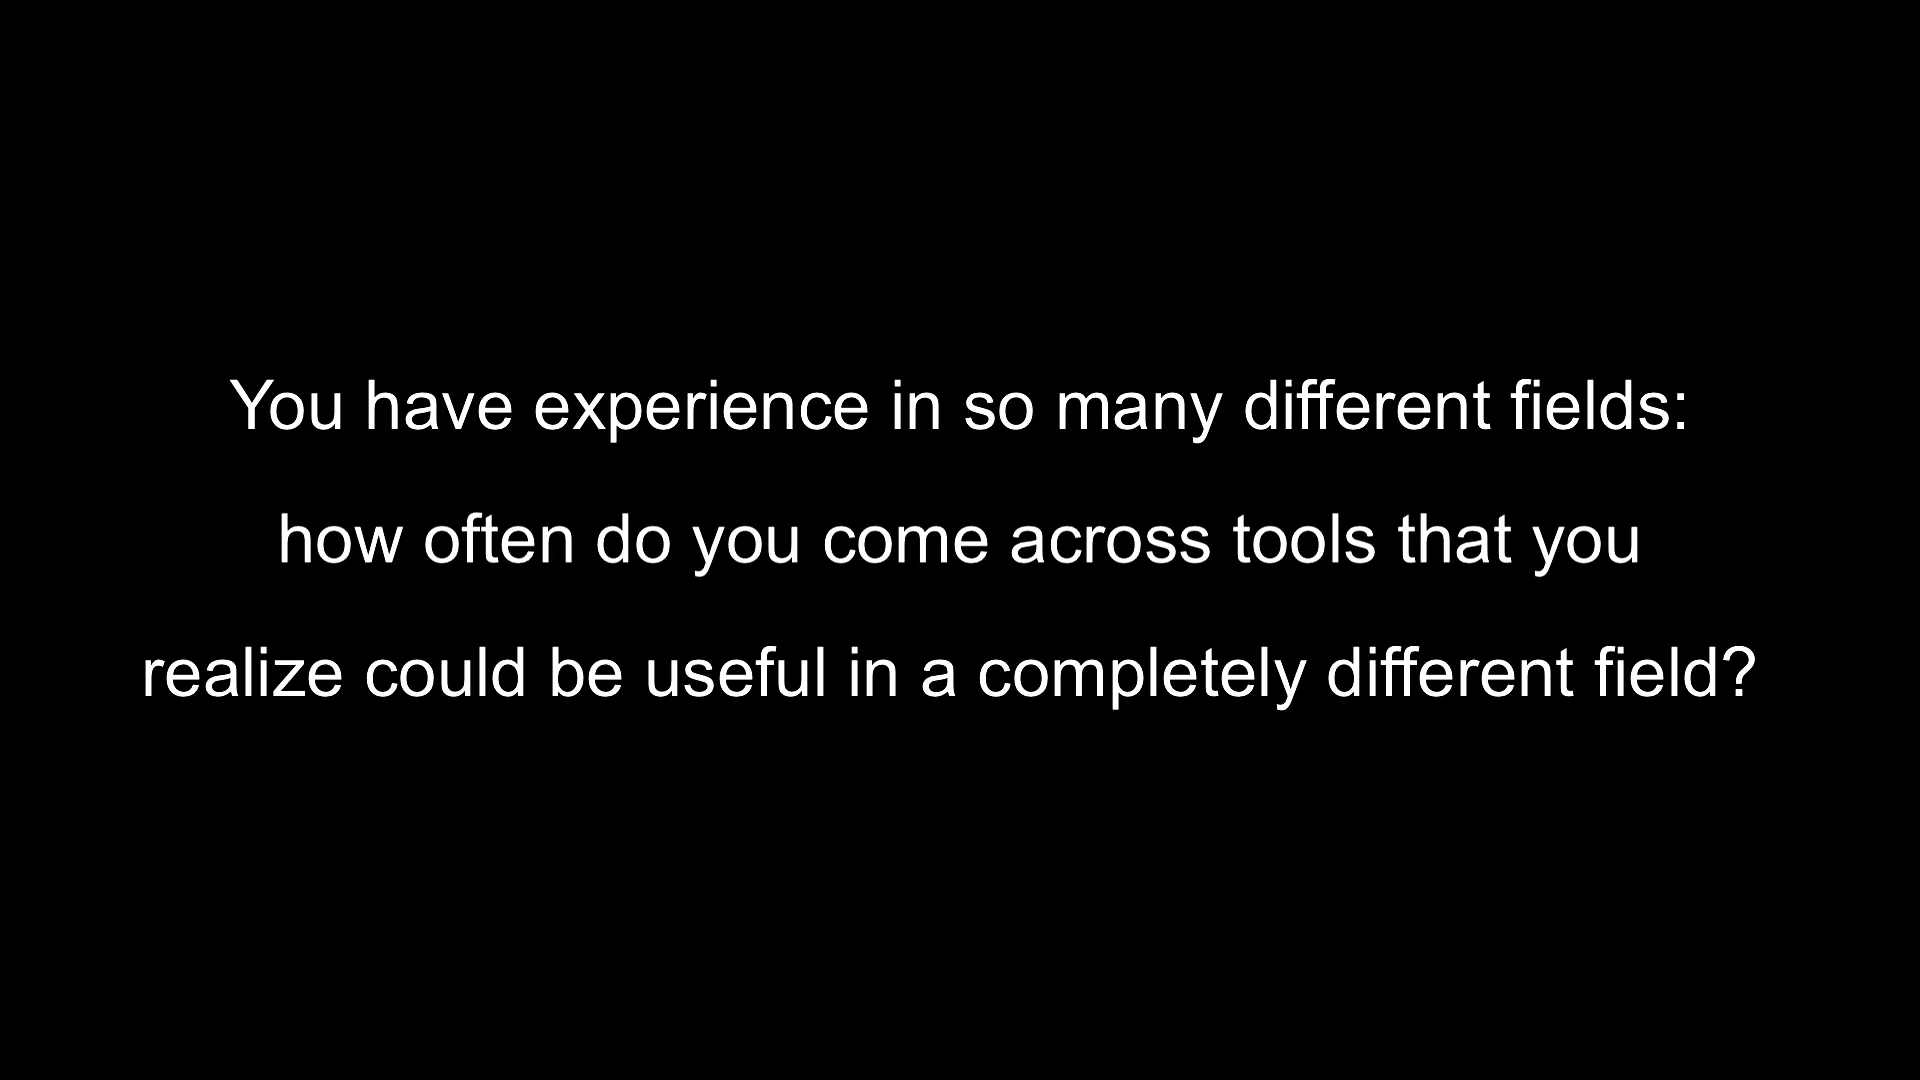 You have experience in so many different fields:
how often do you come across tools that you
realize could be useful in a completely different field?